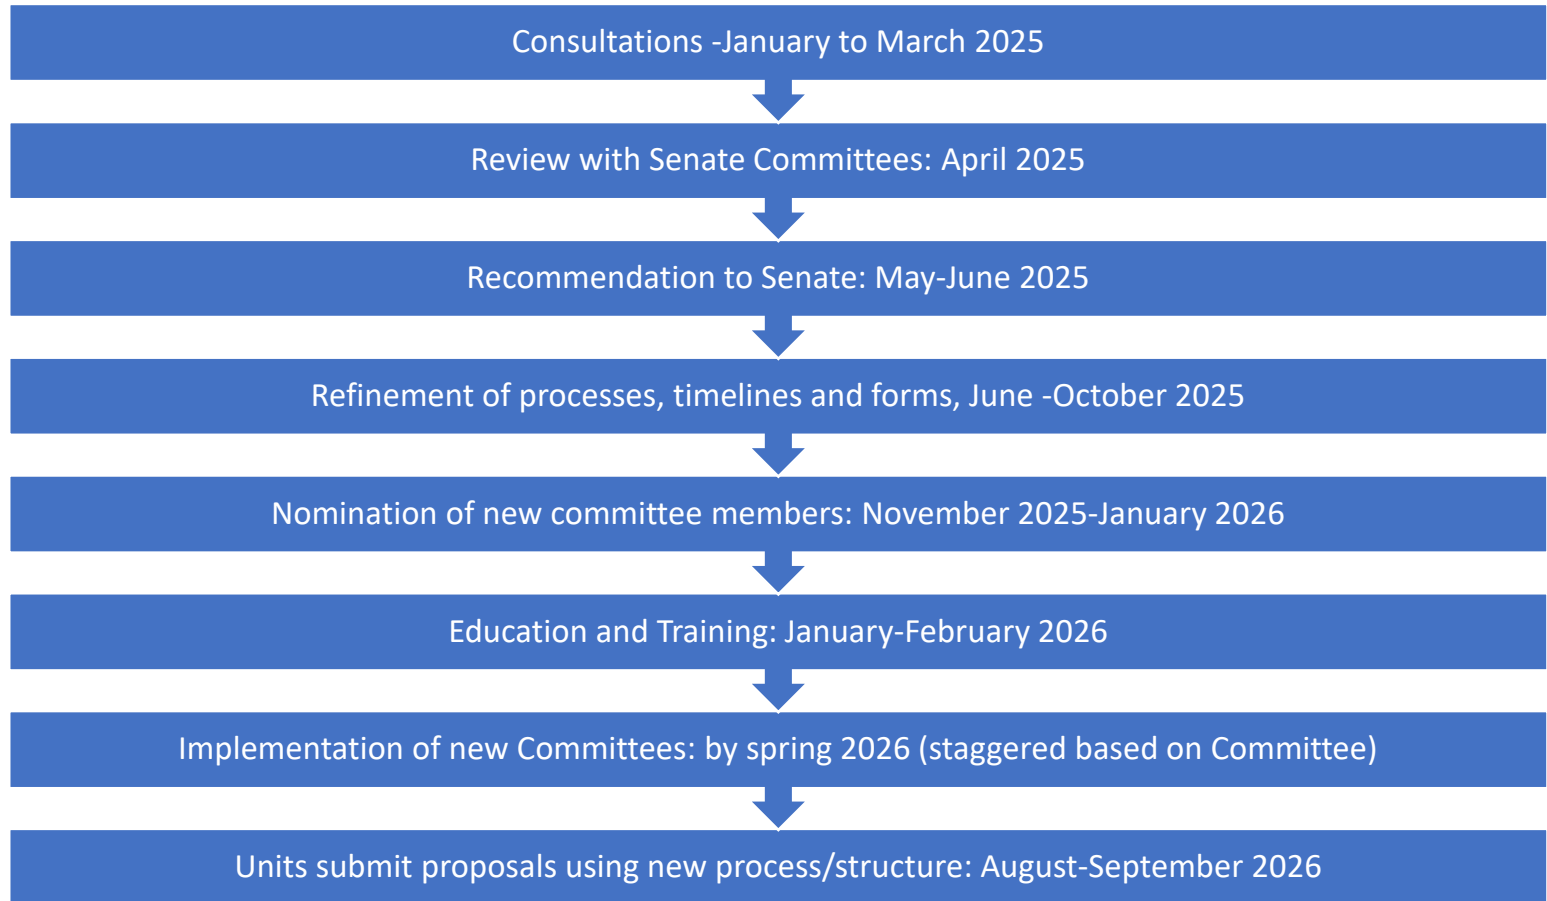 Consultations -January to March 2025
Review with Senate Committees: April 2025
Recommendation to Senate: May-June 2025
Refinement of processes, timelines and forms, June -October 2025
Nomination of new committee members: November 2025-January 2026
Education and Training: January-February 2026
Implementation of new Committees: by spring 2026 (staggered based on Committee)
Units submit proposals using new process/structure: August-September 2026